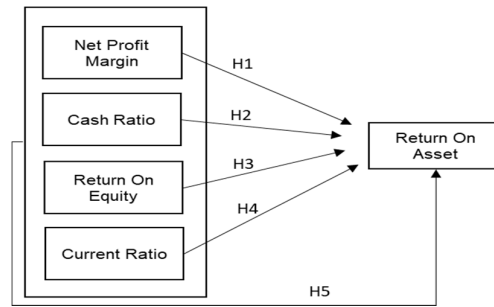 Net Profit
Margin
H1
Cash Ratio
H2
Return On
Asset
Return On
Equity
H3
H4
Current Ratio
H5